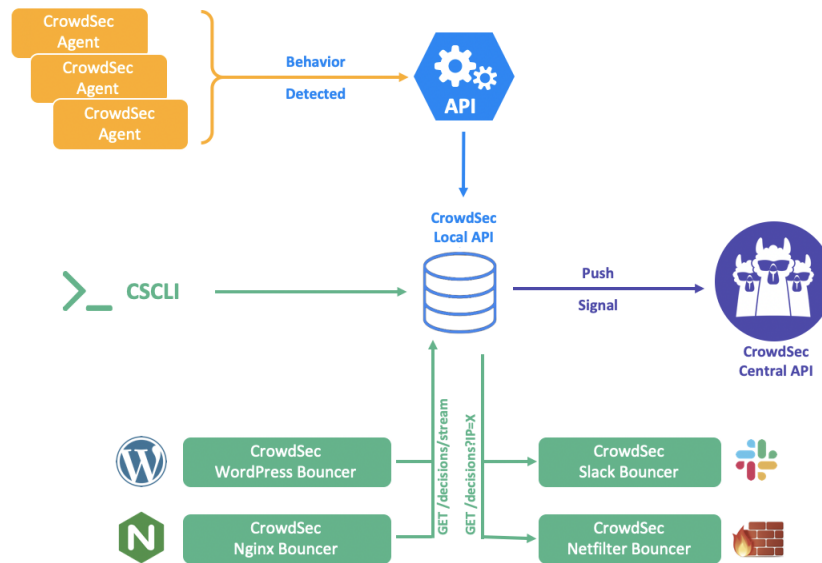 CrowdSec
Agent
CrowdSec
Agent
CrowdSec
Agent
Behavior
Detected
API
CrowdSec
Local API
>_ CSCLI
Push
Signal
CrowdSec
Central API
GET /decisions/stream
GET /decisions?IP=X
CrowdSec
WordPress Bouncer
CrowdSec
Slack Bouncer
CrowdSec
Nginx Bouncer
CrowdSec
Netfilter Bouncer
W
N